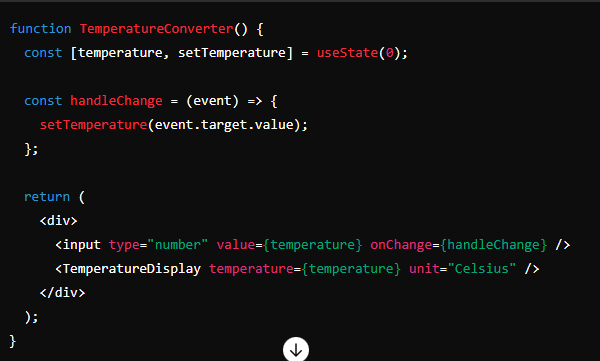 function TemperatureConverter() {
  const [temperature, setTemperature] = useState(0);

  const handleChange = (event) => {
    setTemperature(event.target.value);
  };

  return (
    <div>
      <input type="number" value={temperature} onChange={handleChange} />
      <TemperatureDisplay temperature={temperature} unit="Celsius" />
    </div>
  );
}